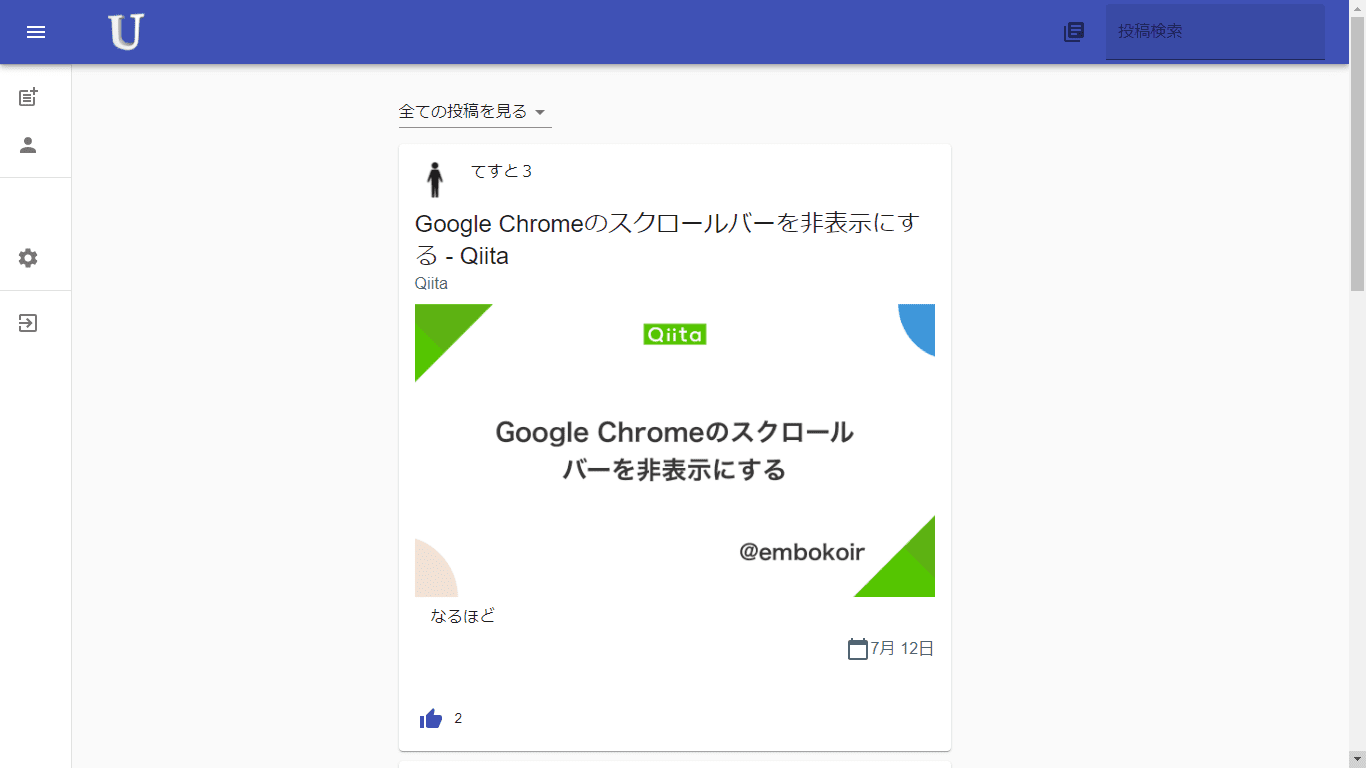 U
投稿検索
全ての投稿を見る
てすと３
Google Chromeのスクロールバーを非表示にす
る - Qiita
Qiita
Qiita
Google Chromeのスクロール
バーを非表示にする
@embokoir
なるほど
7月 12日
2